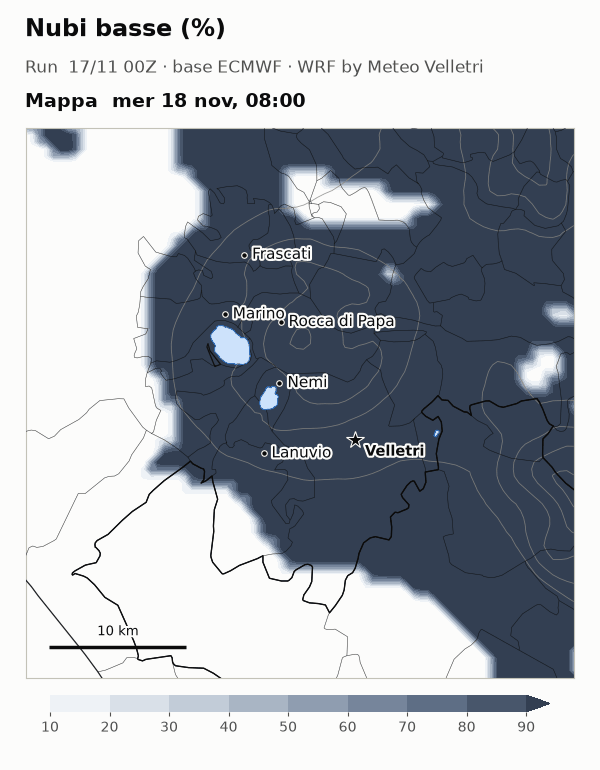 Nubi basse (%)
Run  17/11 00Z · base ECMWF · WRF by Meteo Velletri
Mappa  mer 18 nov, 08:00
Frascati
Marino
Rocca di Papa
Nemi
Velletri
Lanuvio
10 km
10 20 30 40 50 60 70 80 90